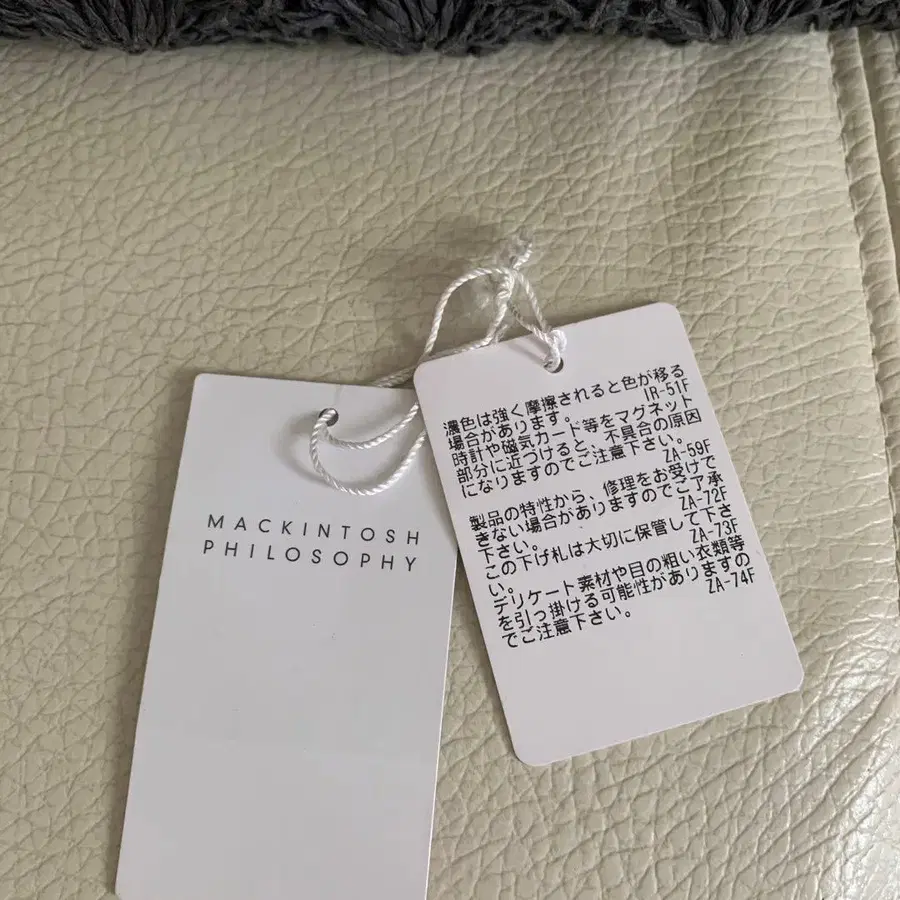 MACKINTOSH
PHILOSOPHY
濃色は強く摩擦されると色が移る
場合があります。 IR-51F
時計や磁気カード等をマグネット
部分に近づけると、不具合の原因
になりますのでご注意下さい。
ZA-59F
製品の特性から、修理をお受けで
きない場合がありますのでご了承
下さい。 ZA-72F
この下げ札は大切に保管して下さ
い。 ZA-73F
デリケート素材や目の粗い衣類等
を引っ掛ける可能性がありますの
でご注意下さい。 ZA-74F